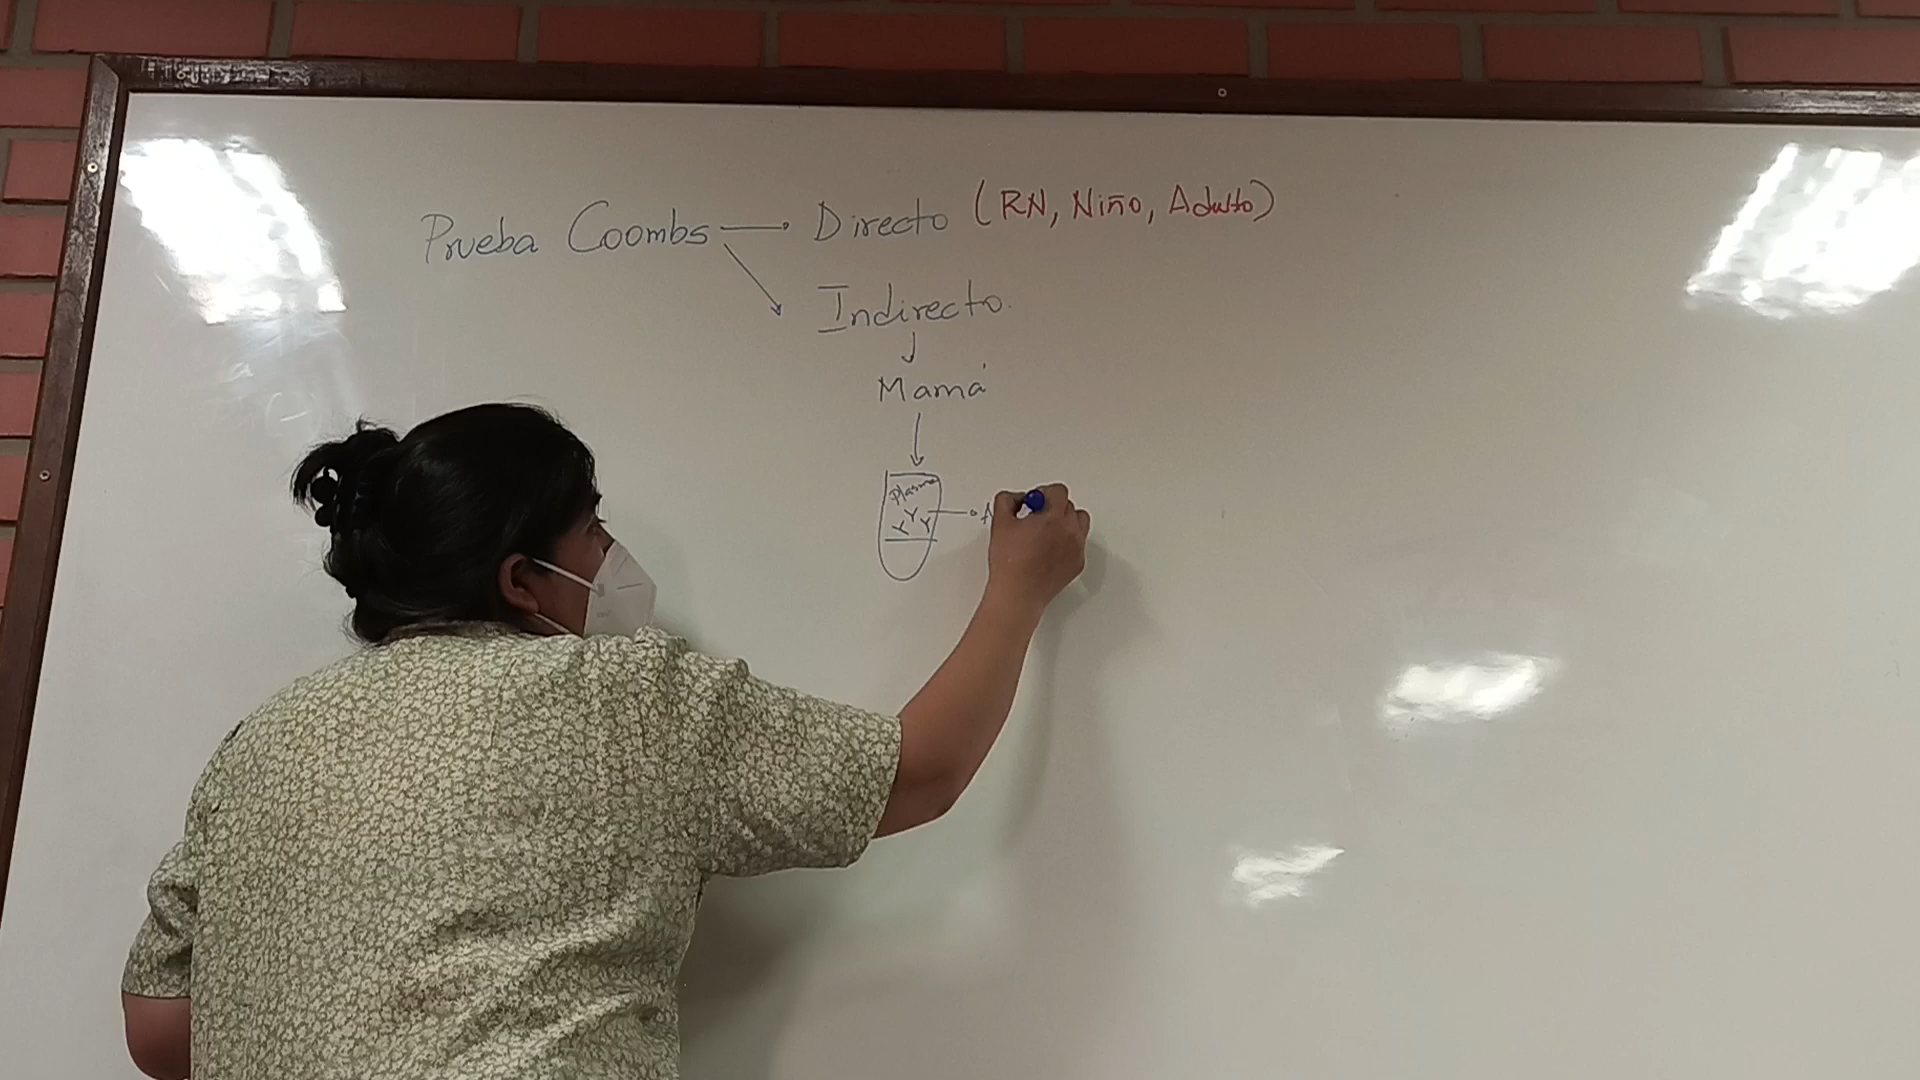 Prueba Coombs → Directo (RN, Niño, Adulto)
Indirecto.
Mamá
Plasma
Y
Y Y